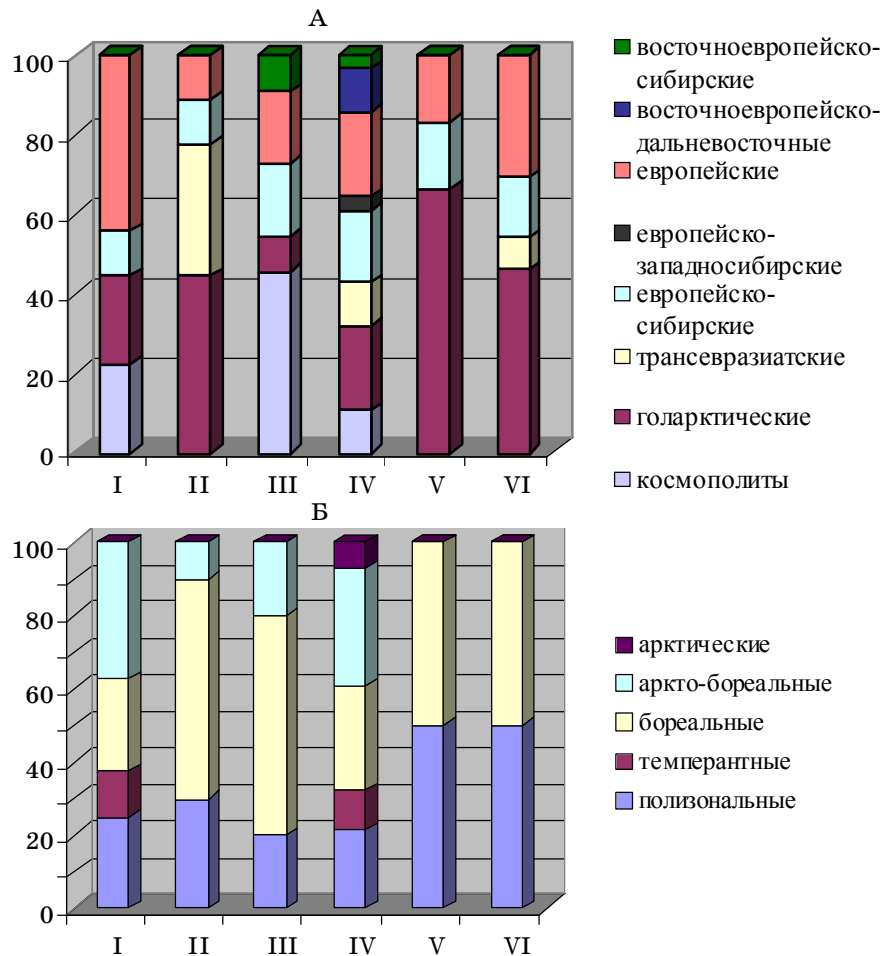 А
100
80
60
40
20
0
I II III IV V VI
восточноевропейско-
сибирские
восточноевропейско-
дальневосточные
европейские
европейско-
западносибирские
европейско-
сибирские
трансевразиатские
голарктические
космополиты
Б
100
80
60
40
20
0
I II III IV V VI
арктические
аркто-бореальные
бореальные
темперантные
полизональные